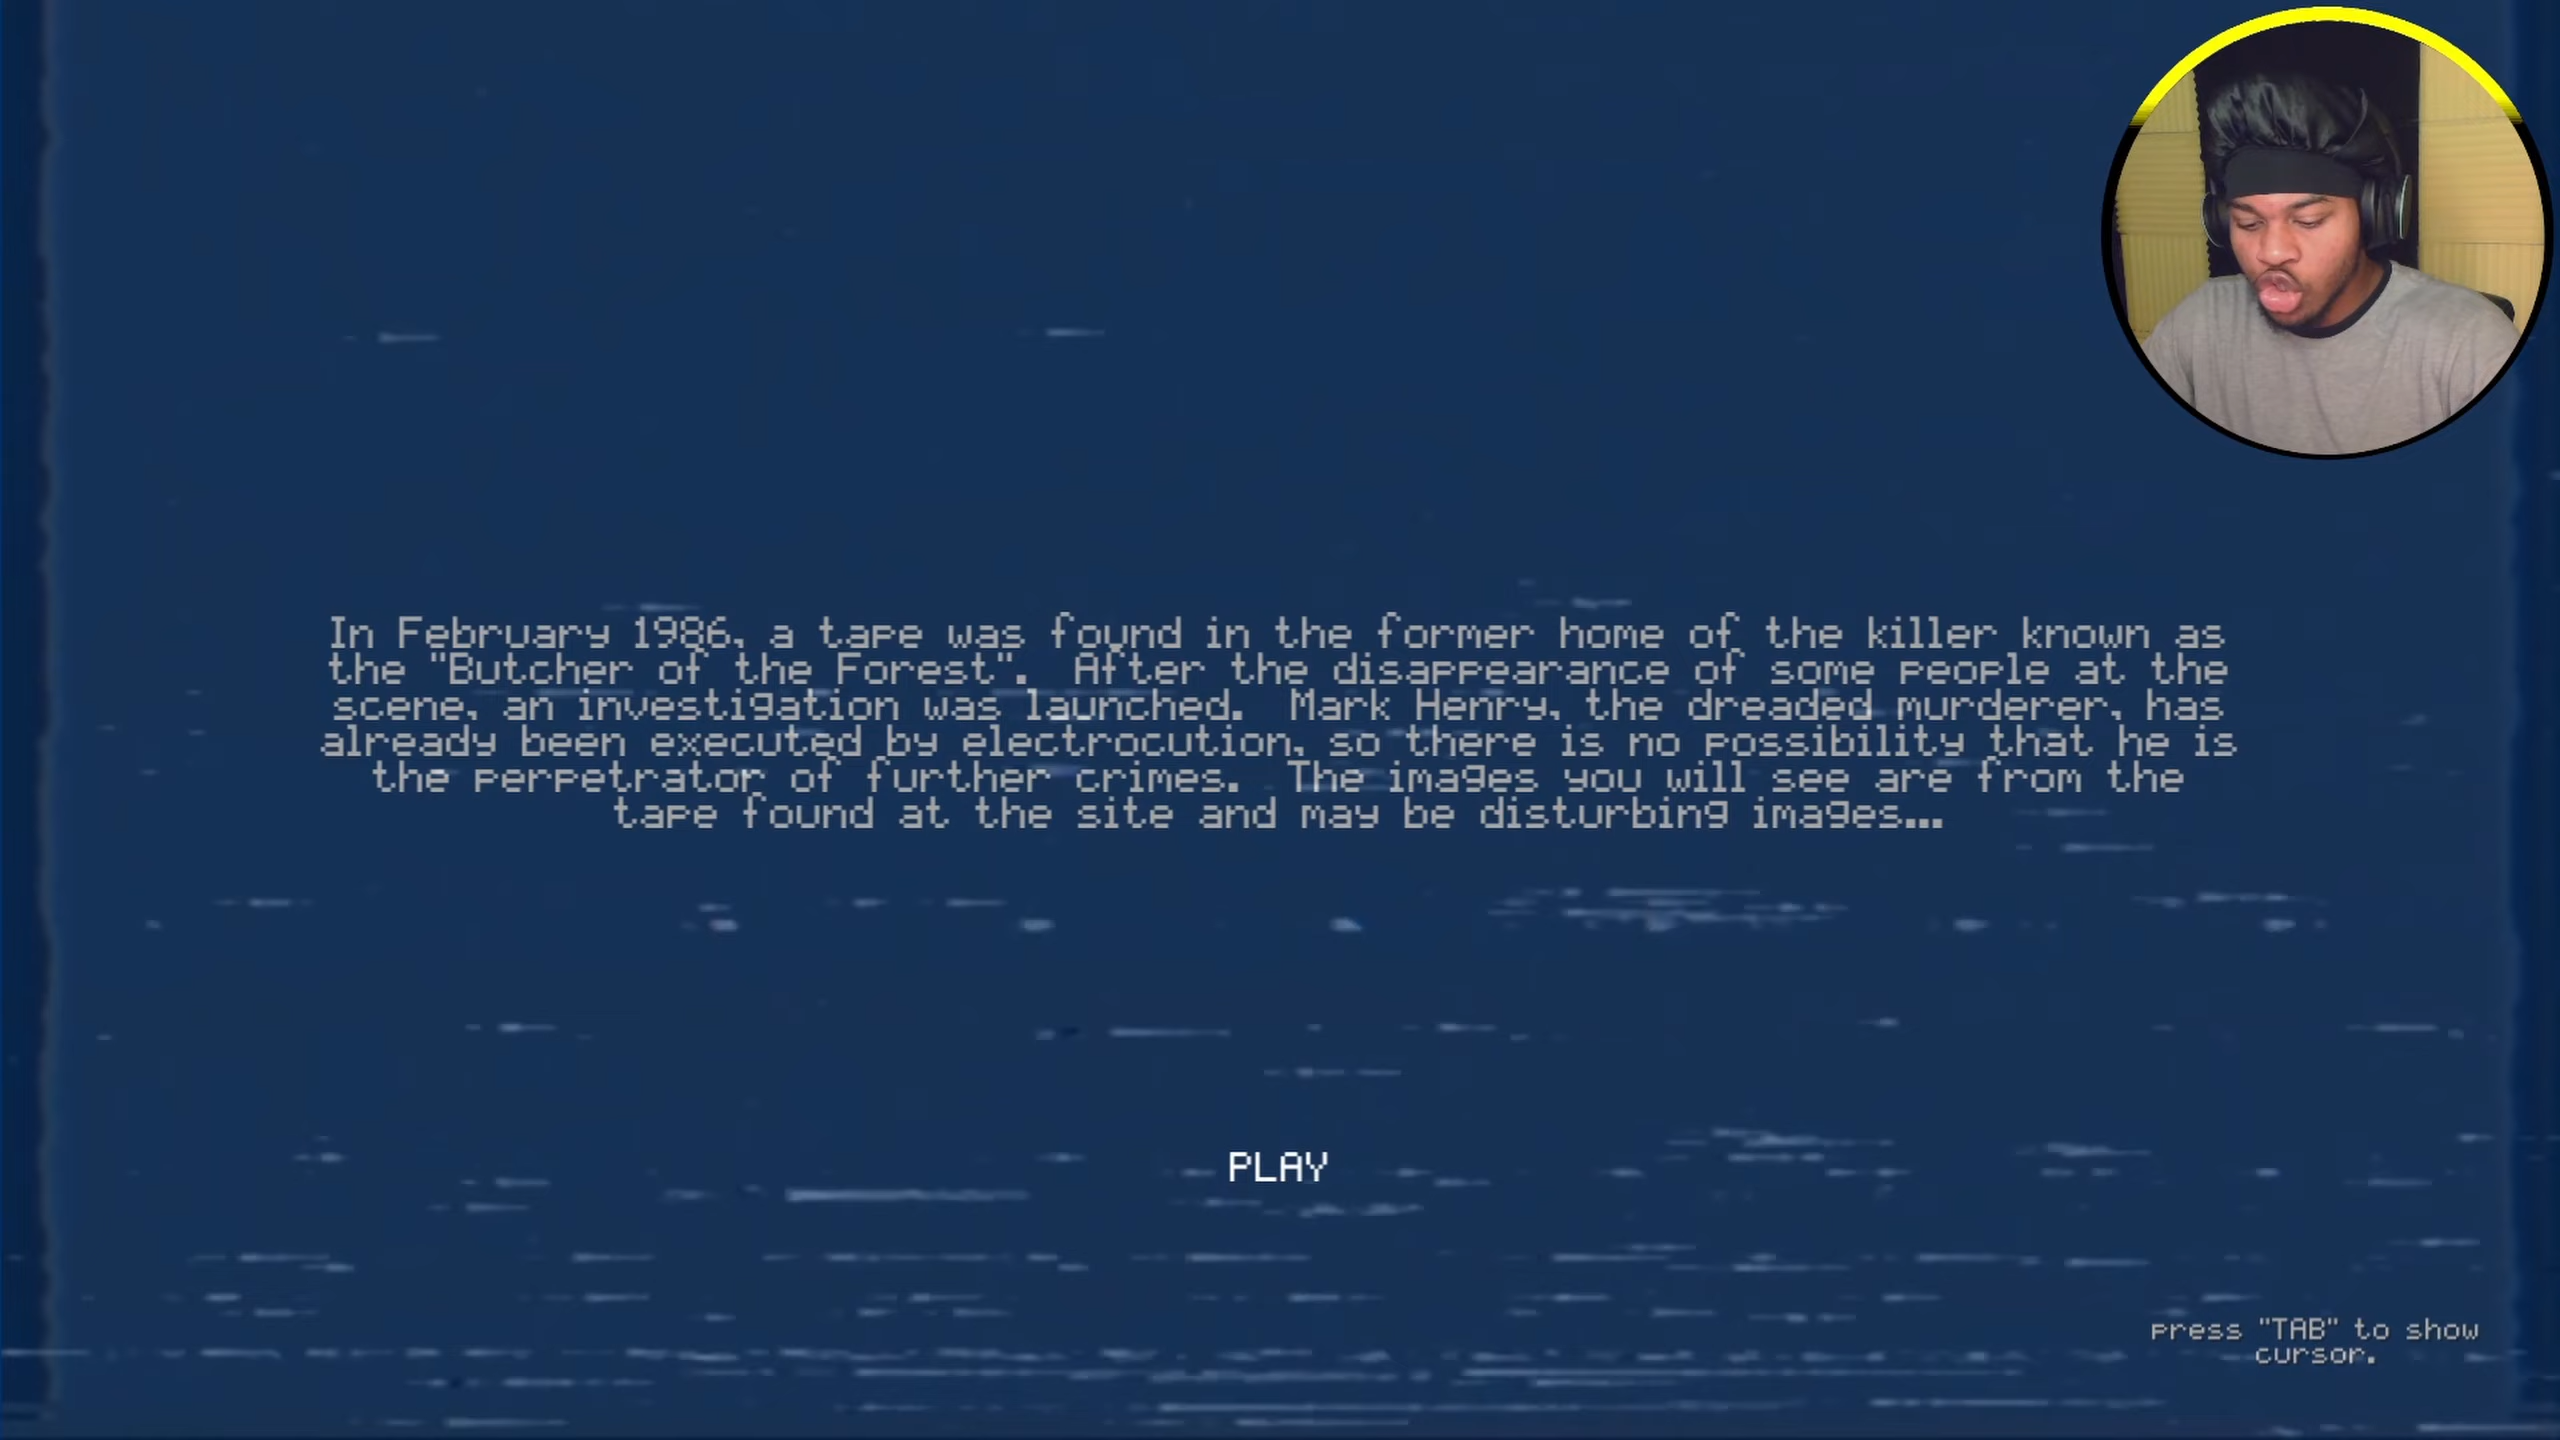 In February 1986, a tape was found in the former home of the killer known as
the "Butcher of the Forest".  After the disappearance of some people at the
scene, an investigation was launched.  Mark Henry, the dreaded murderer, has
already been executed by electrocution, so there is no possibility that he is
the perpetrator of further crimes.  The images you will see are from the
tape found at the site and may be disturbing images...
PLAY
press "TAB" to show
cursor.